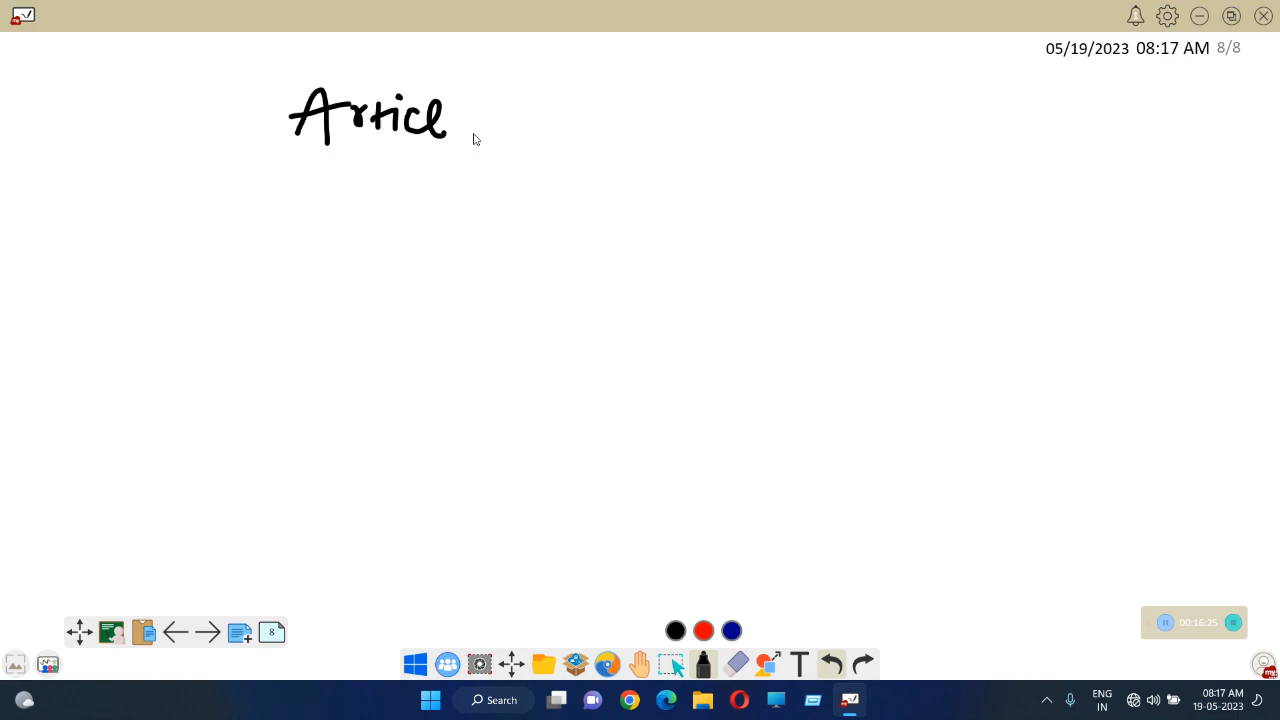 05/19/2023 08:17 AM 8/8
Articl
8
00:16:25
Search
ENG
IN
08:17 AM
19-05-2023